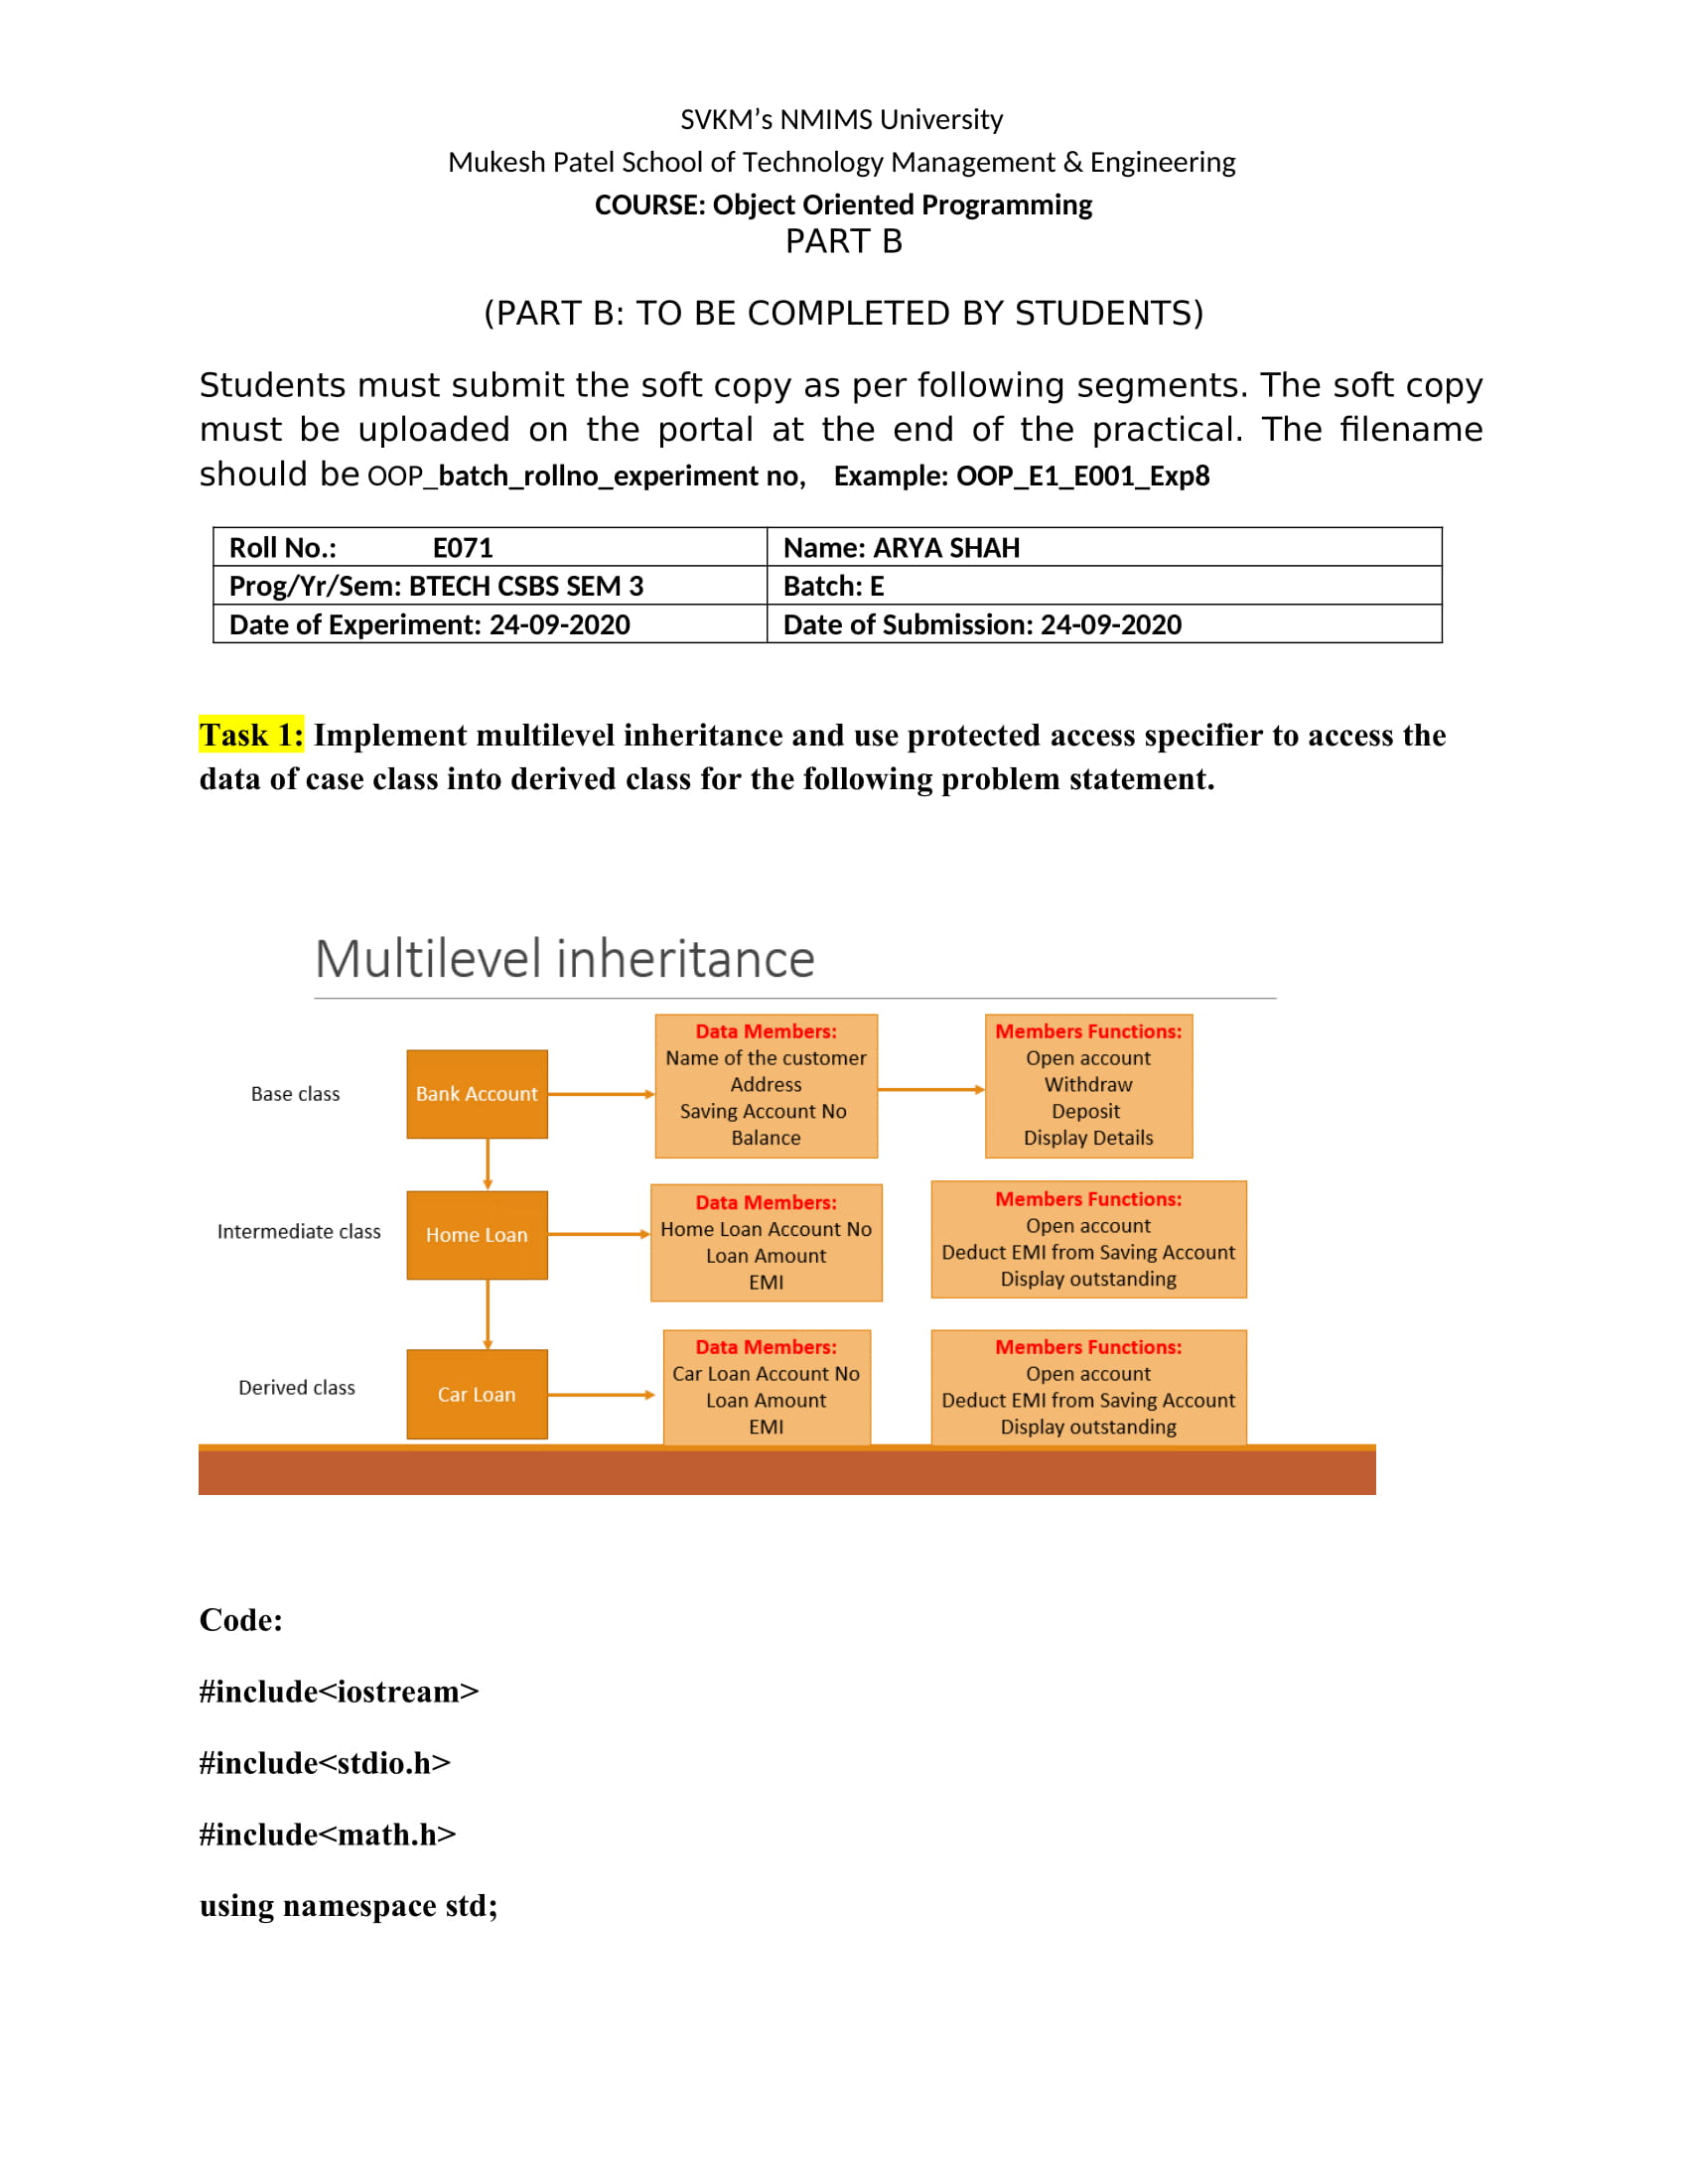 SVKM’s NMIMS University
Mukesh Patel School of Technology Management & Engineering
COURSE: Object Oriented Programming
PART B
(PART B: TO BE COMPLETED BY STUDENTS)
Students must submit the soft copy as per following segments. The soft copy
must be uploaded on the portal at the end of the practical. The filename
should be OOP_batch_rollno_experiment no, Example: OOP_E1_E001_Exp8
Roll No.: E071
Name: ARYA SHAH
Prog/Yr/Sem: BTECH CSBS SEM 3
Batch: E
Date of Experiment: 24-09-2020
Date of Submission: 24-09-2020
Task 1: Implement multilevel inheritance and use protected access specifier to access the
data of case class into derived class for the following problem statement.
Multilevel inheritance
Base class
Bank Account
Data Members:
Name of the customer
Address
Saving Account No
Balance
Members Functions:
Open account
Withdraw
Deposit
Display Details
Intermediate class
Home Loan
Data Members:
Home Loan Account No
Loan Amount
EMI
Members Functions:
Open account
Deduct EMI from Saving Account
Display outstanding
Derived class
Car Loan
Data Members:
Car Loan Account No
Loan Amount
EMI
Members Functions:
Open account
Deduct EMI from Saving Account
Display outstanding
Code:
#include<iostream>
#include<stdio.h>
#include<math.h>
using namespace std;